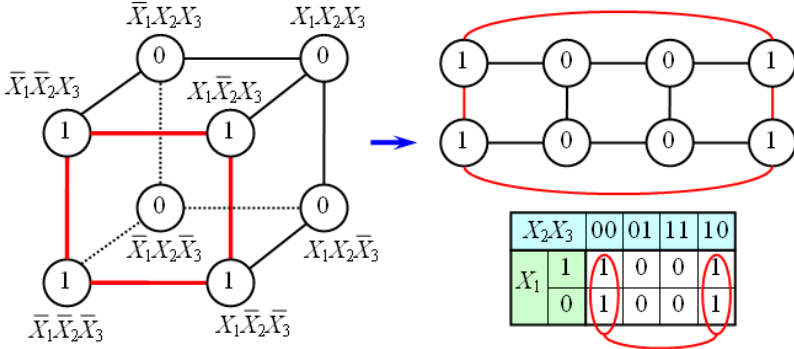 X̅₁X₂X₃ X₁X₂X₃
0 0
X̅₁X̅₂X₃ X₁X̅₂X₃
1 1
0 0
X̅₁X₂X̅₃ X₁X₂X̅₃
1 1
X̅₁X̅₂X̅₃ X₁X̅₂X̅₃
1 0 0 1
1 0 0 1
X₂X₃ 00 01 11 10
X₁ 1 1 0 0 1
0 1 0 0 1